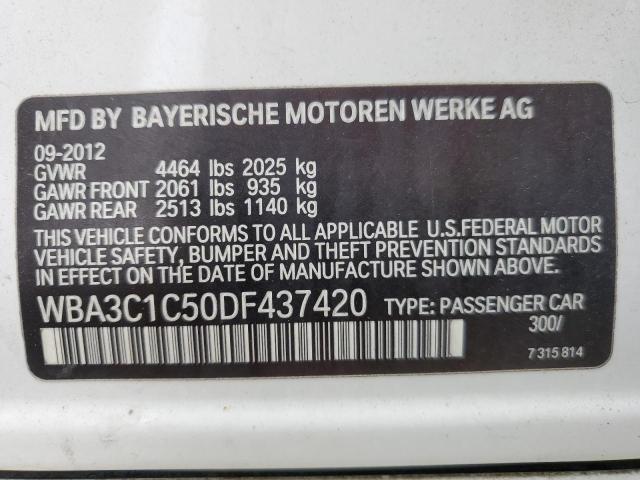 MFD BY BAYERISCHE MOTOREN WERKE AG
09-2012
GVWR 4464 lbs 2025 kg
GAWR FRONT 2061 lbs 935 kg
GAWR REAR 2513 lbs 1140 kg
THIS VEHICLE CONFORMS TO ALL APPLICABLE U.S.FEDERAL MOTOR
VEHICLE SAFETY, BUMPER AND THEFT PREVENTION STANDARDS
IN EFFECT ON THE DATE OF MANUFACTURE SHOWN ABOVE.
WBA3C1C50DF437420 TYPE: PASSENGER CAR
300/
7 315 814